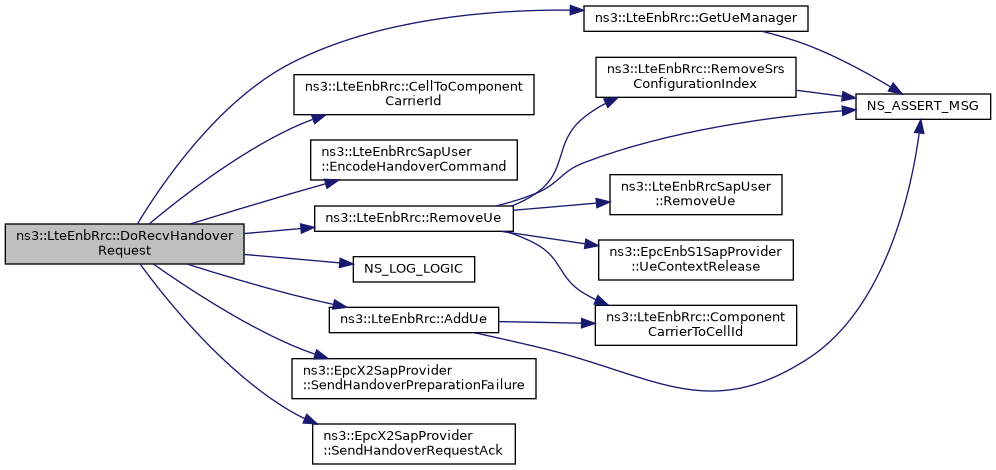 ns3::LteEnbRrc::DoRecvHandover
Request
ns3::LteEnbRrc::CellToComponent
CarrierId
ns3::LteEnbRrcSapUser
::EncodeHandoverCommand
ns3::LteEnbRrc::RemoveUe
NS_LOG_LOGIC
ns3::LteEnbRrc::AddUe
ns3::EpcX2SapProvider
::SendHandoverPreparationFailure
ns3::EpcX2SapProvider
::SendHandoverRequestAck
ns3::LteEnbRrc::GetUeManager
ns3::LteEnbRrc::RemoveSrs
ConfigurationIndex
ns3::LteEnbRrcSapUser
::RemoveUe
ns3::EpcEnbS1SapProvider
::UeContextRelease
ns3::LteEnbRrc::Component
CarrierToCellId
NS_ASSERT_MSG